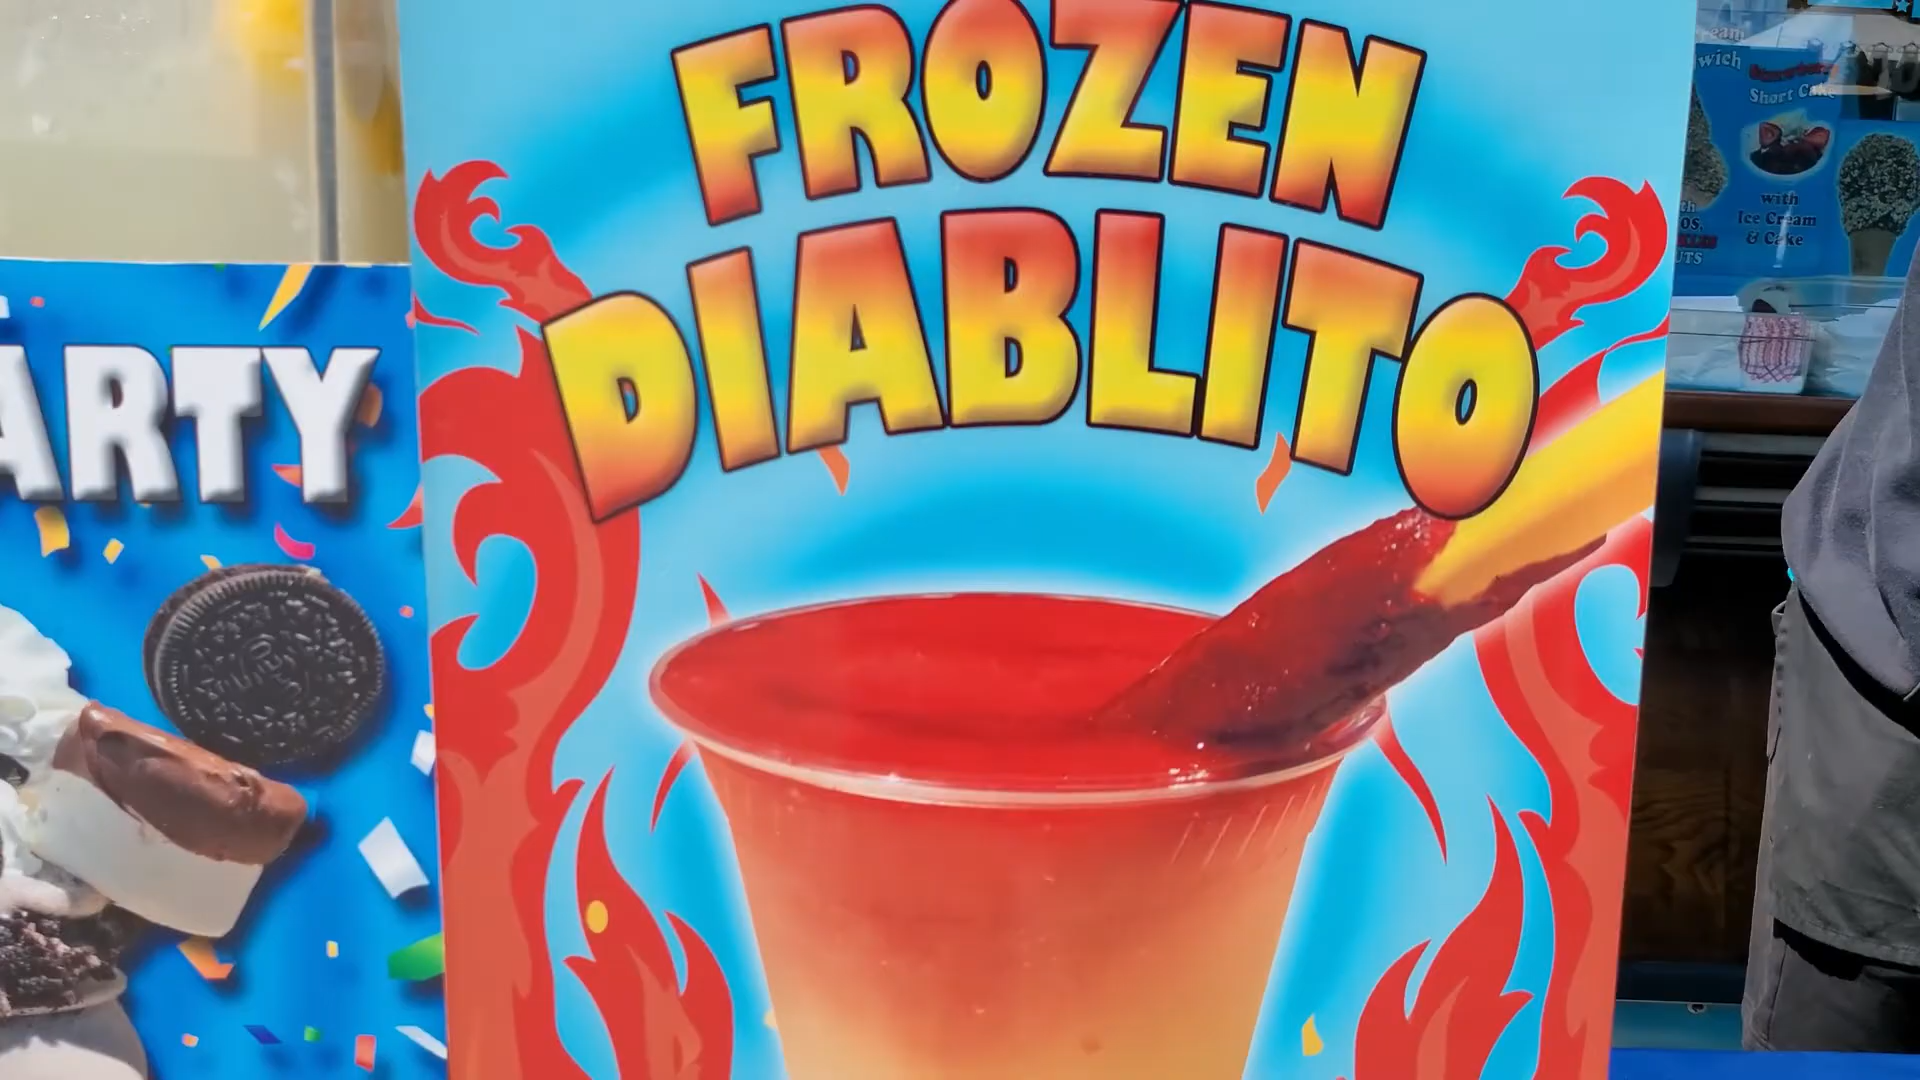 FROZEN
DIABLITO
ARTY
Short Cake
with
Ice Cream
& Cake